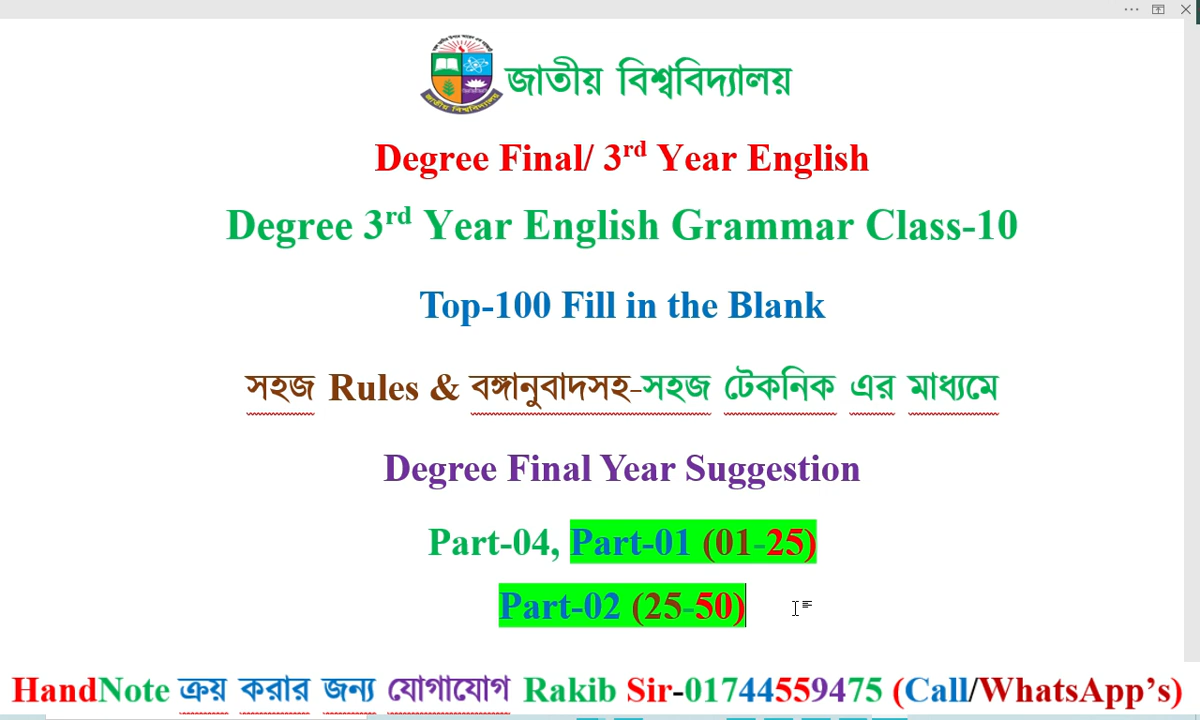 জাতীয় বিশ্ববিদ্যালয়
Degree Final/ 3rd Year English
Degree 3rd Year English Grammar Class-10
Top-100 Fill in the Blank
সহজ Rules & বঙ্গানুবাদসহ-সহজ টেকনিক এর মাধ্যমে
Degree Final Year Suggestion
Part-04, Part-01 (01-25)
Part-02 (25-50)
HandNote ক্রয় করার জন্য যোগাযোগ Rakib Sir-01744559475 (Call/WhatsApp’s)